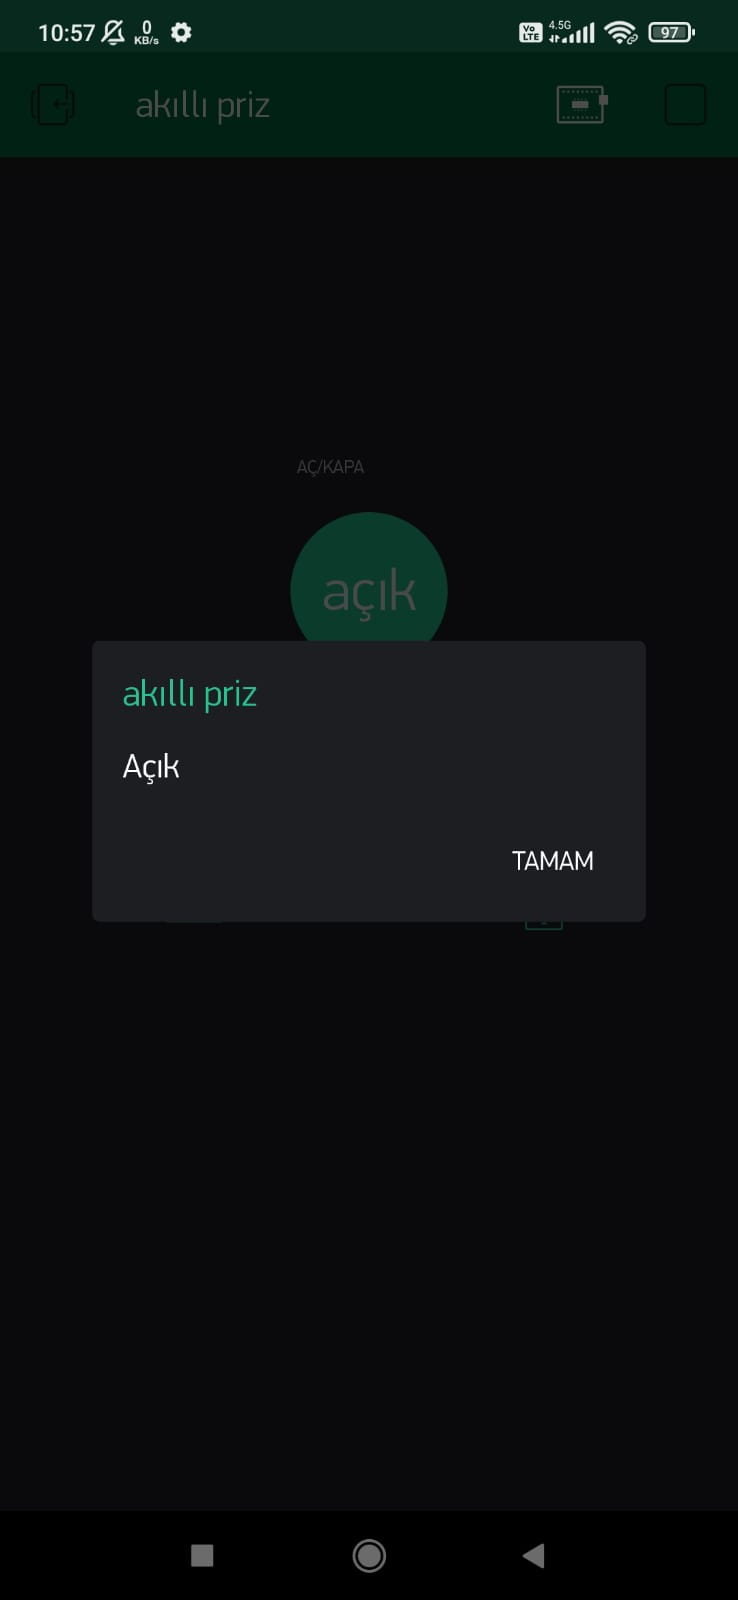 10:57
0
KB/s
Vo
LTE
4.5G
97
akıllı priz
AÇ/KAPA
açık
akıllı priz
Açık
TAMAM